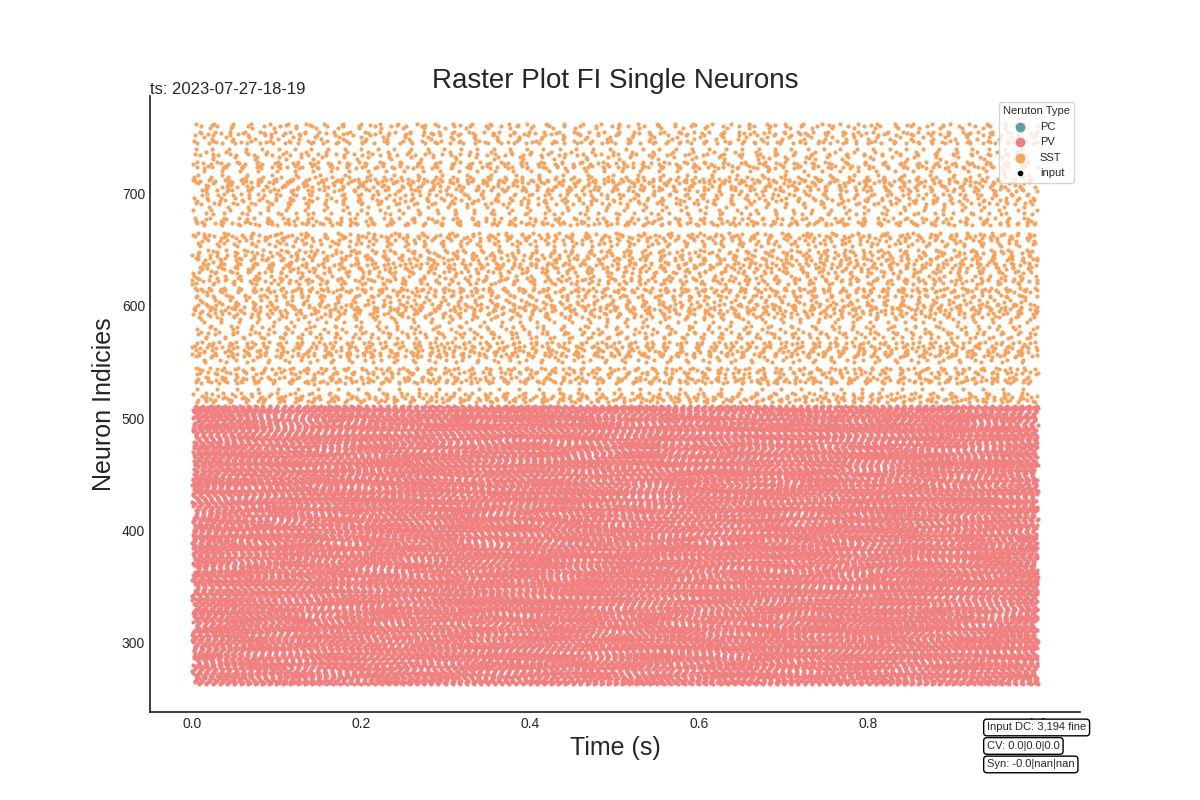 Raster Plot FI Single Neurons
ts: 2023-07-27-18-19
Neruton Type
PC
PV
SST
input
Neuron Indicies
700
600
500
400
300
0.0
0.2
0.4
0.6
0.8
Time (s)
Input DC: 3,194 fine
CV: 0.0|0.0|0.0
Syn: -0.0|nan|nan